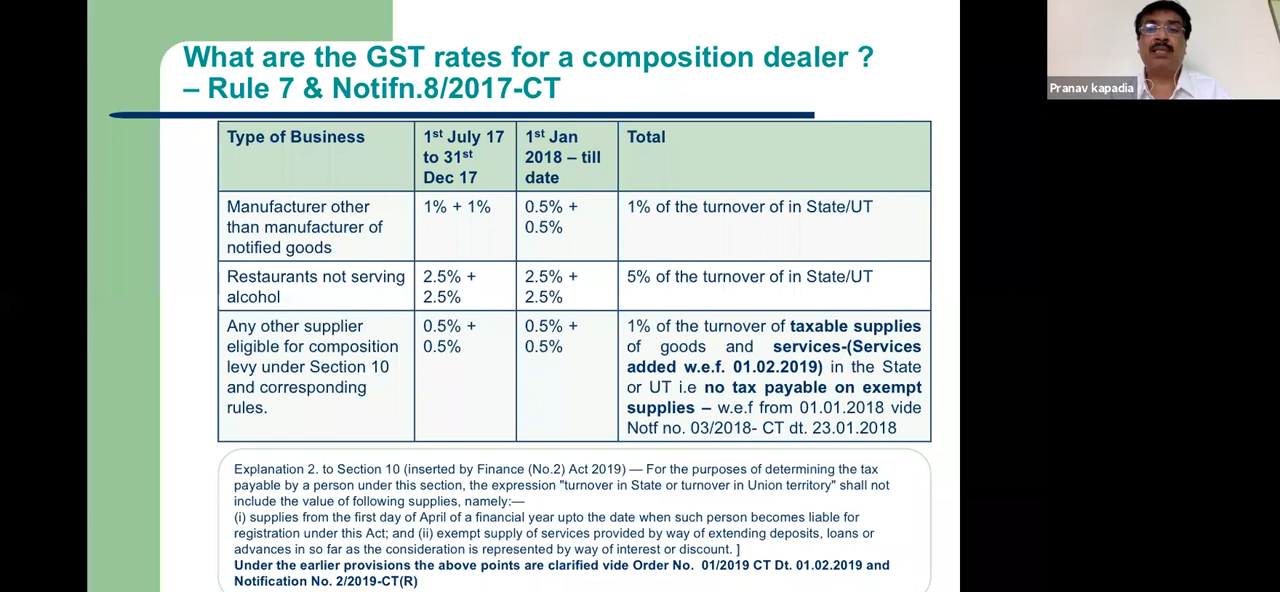 What are the GST rates for a composition dealer ?
– Rule 7 & Notifn.8/2017-CT
Pranav kapadia
Type of Business
1st July 17
to 31st
Dec 17
1st Jan
2018 – till
date
Total
Manufacturer other
than manufacturer of
notified goods
1% + 1%
0.5% +
0.5%
1% of the turnover of in State/UT
Restaurants not serving
alcohol
2.5% +
2.5%
2.5% +
2.5%
5% of the turnover of in State/UT
Any other supplier
eligible for composition
levy under Section 10
and corresponding
rules.
0.5% +
0.5%
0.5% +
0.5%
1% of the turnover of taxable supplies
of goods and services-(Services
added w.e.f. 01.02.2019) in the State
or UT i.e no tax payable on exempt
supplies – w.e.f from 01.01.2018 vide
Notf no. 03/2018- CT dt. 23.01.2018
Explanation 2. to Section 10 (inserted by Finance (No.2) Act 2019) — For the purposes of determining the tax
payable by a person under this section, the expression "turnover in State or turnover in Union territory" shall not
include the value of following supplies, namely:—
(i) supplies from the first day of April of a financial year upto the date when such person becomes liable for
registration under this Act; and (ii) exempt supply of services provided by way of extending deposits, loans or
advances in so far as the consideration is represented by way of interest or discount. ]
Under the earlier provisions the above points are clarified vide Order No. 01/2019 CT Dt. 01.02.2019 and
Notification No. 2/2019-CT(R)